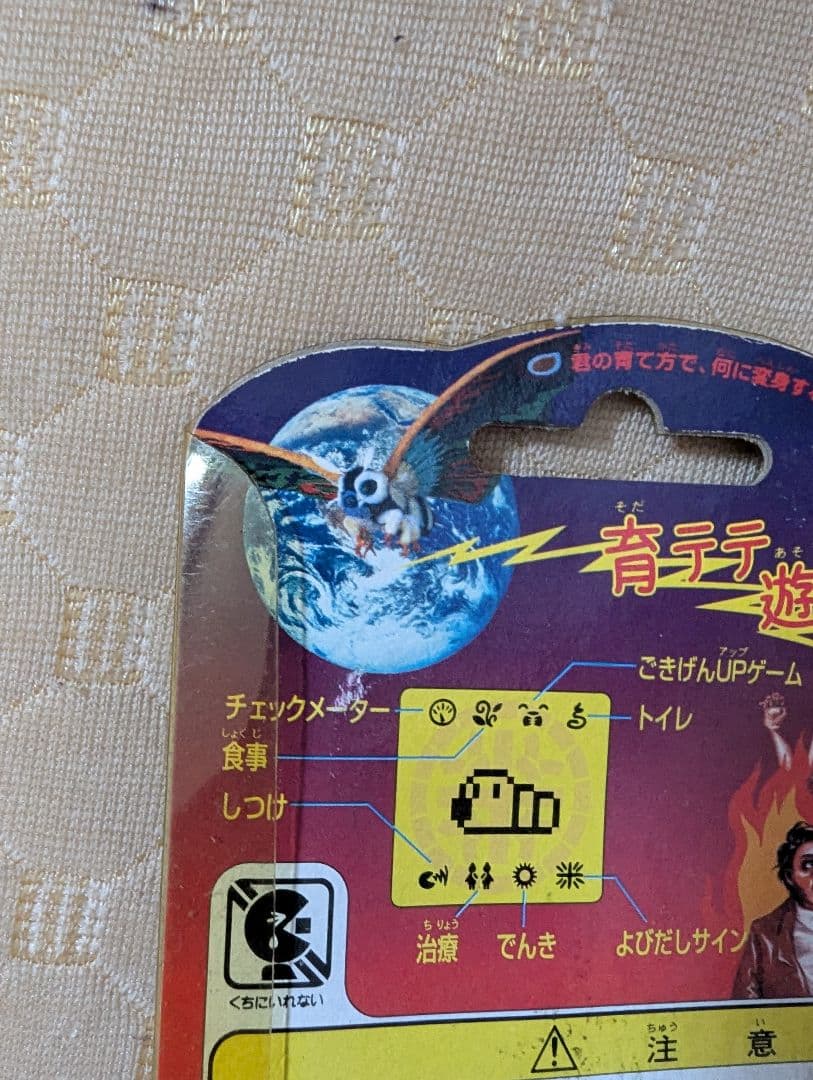 君の育て方で、何に変身す
そだ
育テテ
あそ
遊
アップ
ごきげんUPゲーム
チェックメーター
トイレ
しょくじ
食事
しつけ
ちりょう
治療
でんき
よびだしサイン
くちにいれない
ちゅう い
注 意